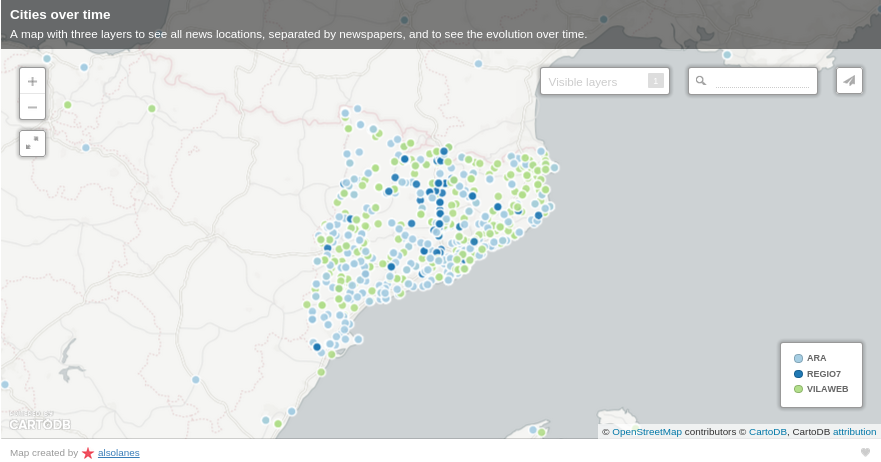 Cities over time
A map with three layers to see all news locations, separated by newspapers, and to see the evolution over time.
Visible layers
ARA
REGIO7
VILAWEB
CARTODB
© OpenStreetMap contributors © CartoDB, CartoDB attribution
Map created by alsolanes